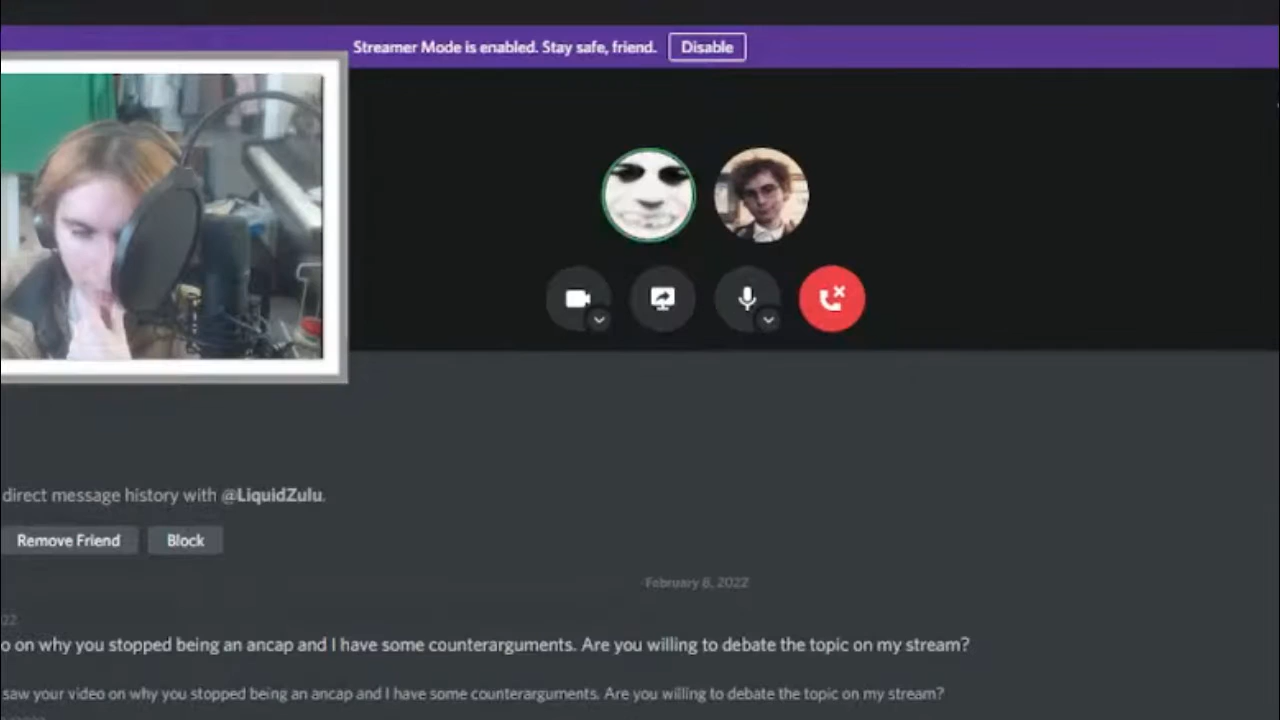 Streamer Mode is enabled. Stay safe, friend. Disable
direct message history with @LiquidZulu.
Remove Friend Block
February 8, 2022
22
o on why you stopped being an ancap and I have some counterarguments. Are you willing to debate the topic on my stream?
saw your video on why you stopped being an ancap and I have some counterarguments. Are you willing to debate the topic on my stream?